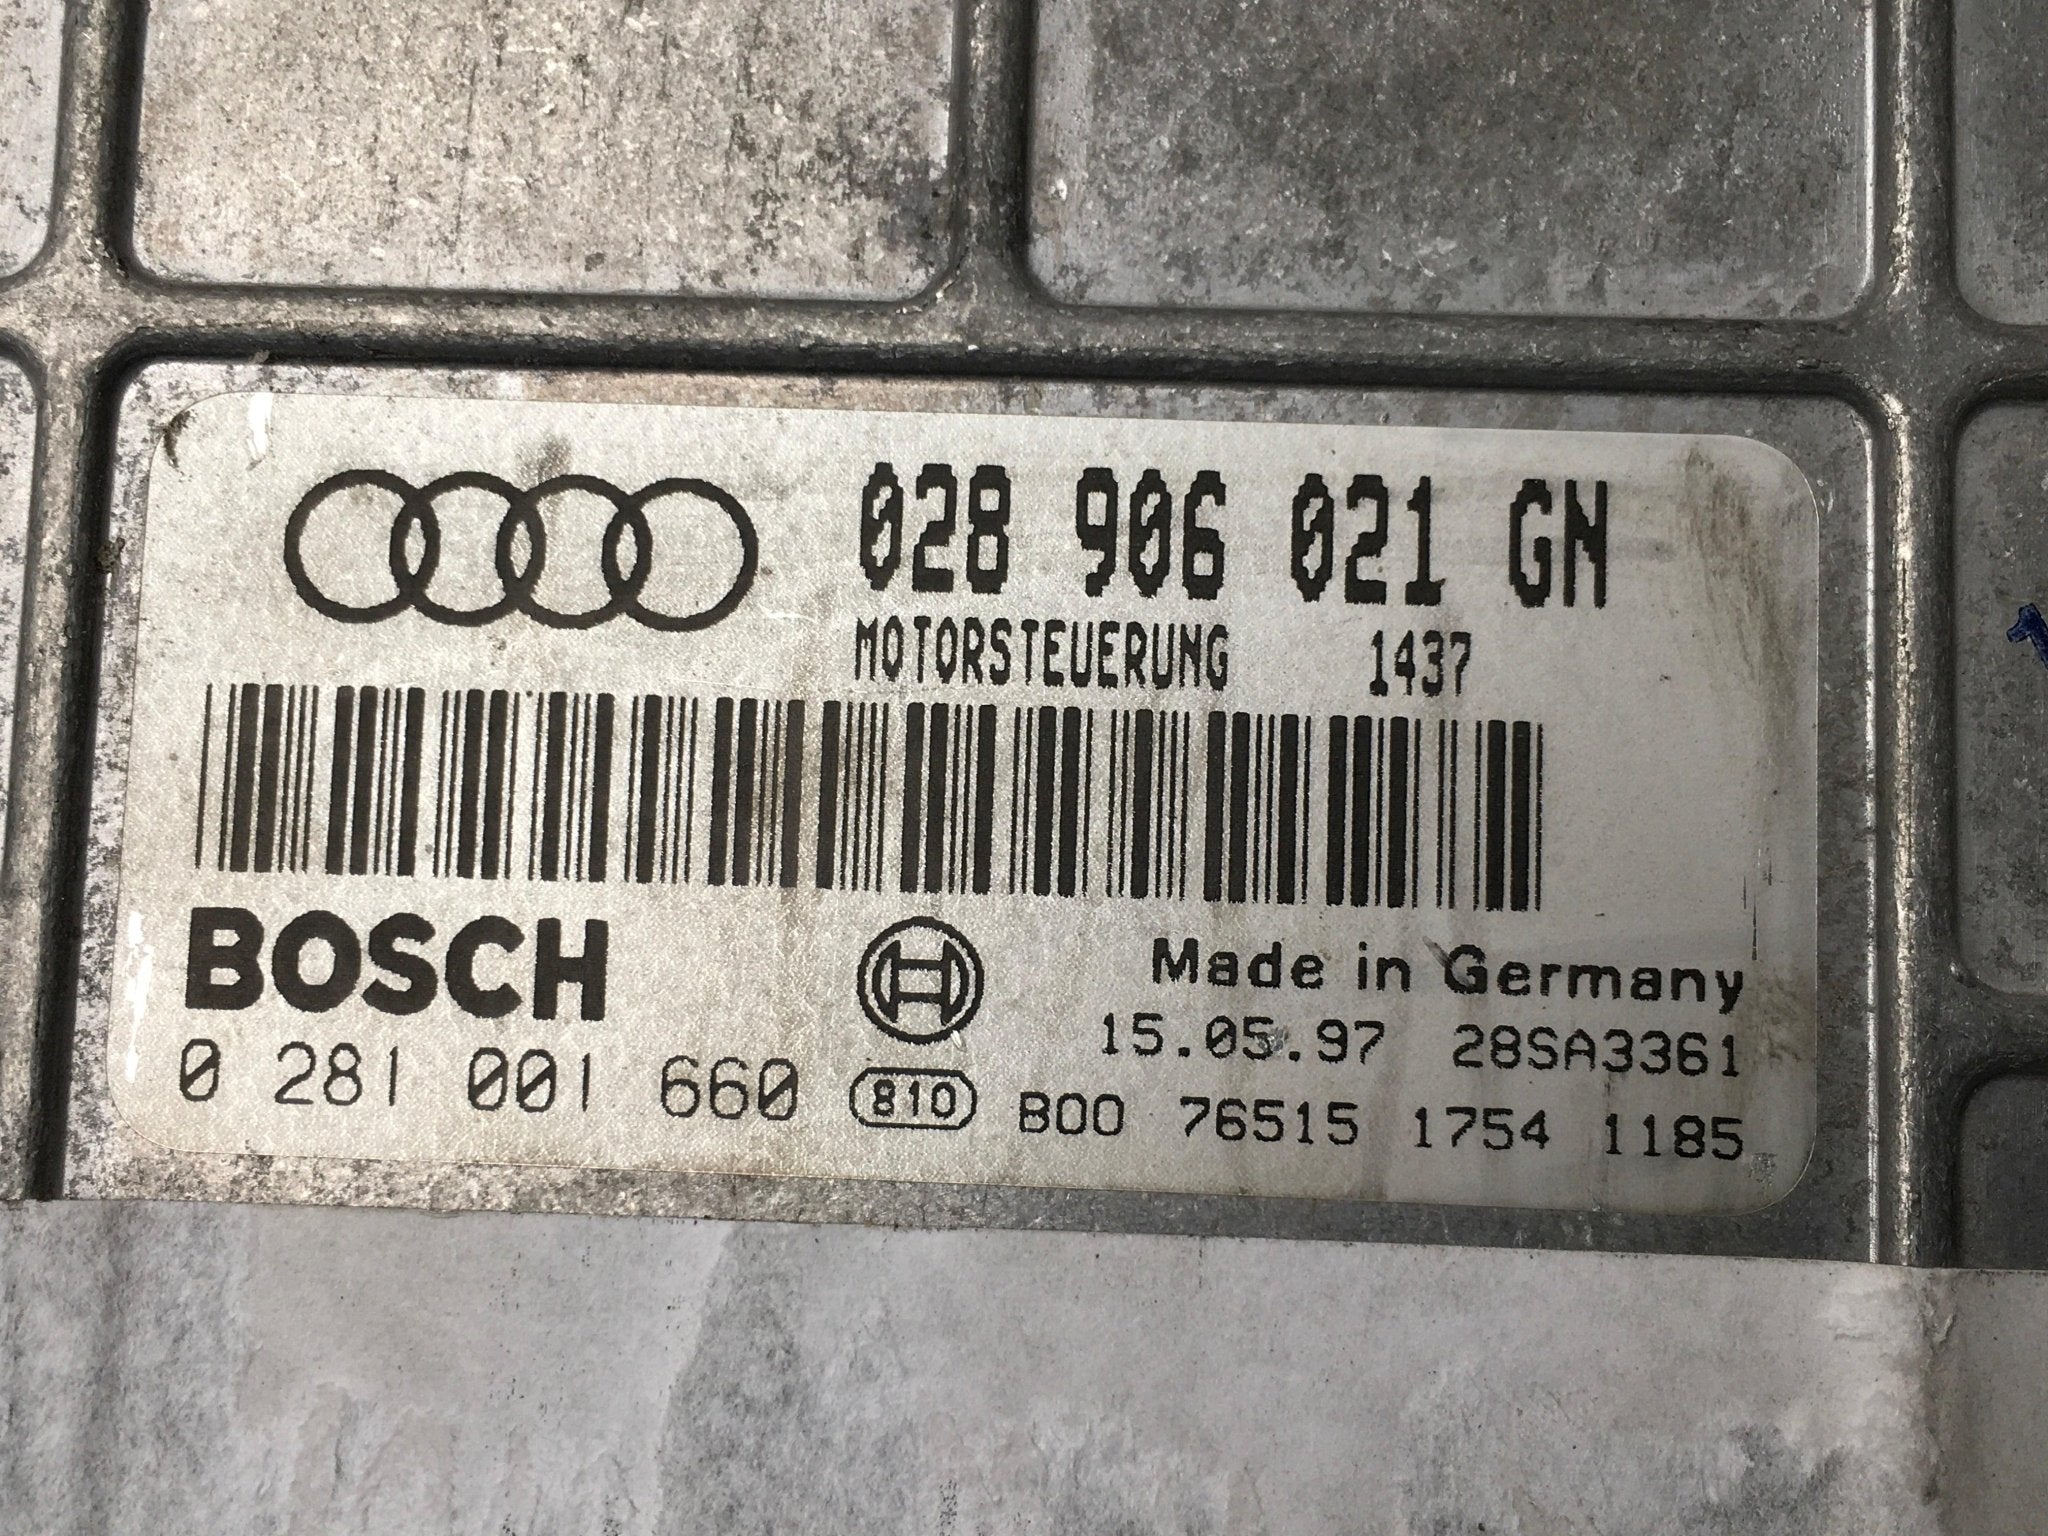 028 906 021 GN
MOTORSTEUERUNG 1437
BOSCH
Made in Germany
15.05.97 28SA3361
0 281 001 660 810 B00 76515 1754 1185